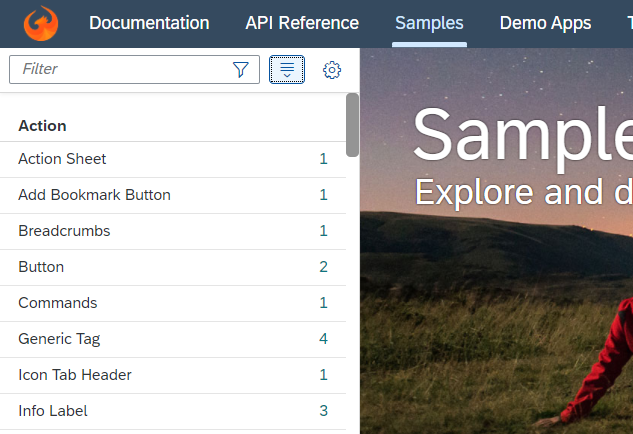 Documentation API Reference Samples Demo Apps
Filter
Action
Action Sheet 1
Add Bookmark Button 1
Breadcrumbs 1
Button 2
Commands 1
Generic Tag 4
Icon Tab Header 1
Info Label 3
Sample
Explore and d